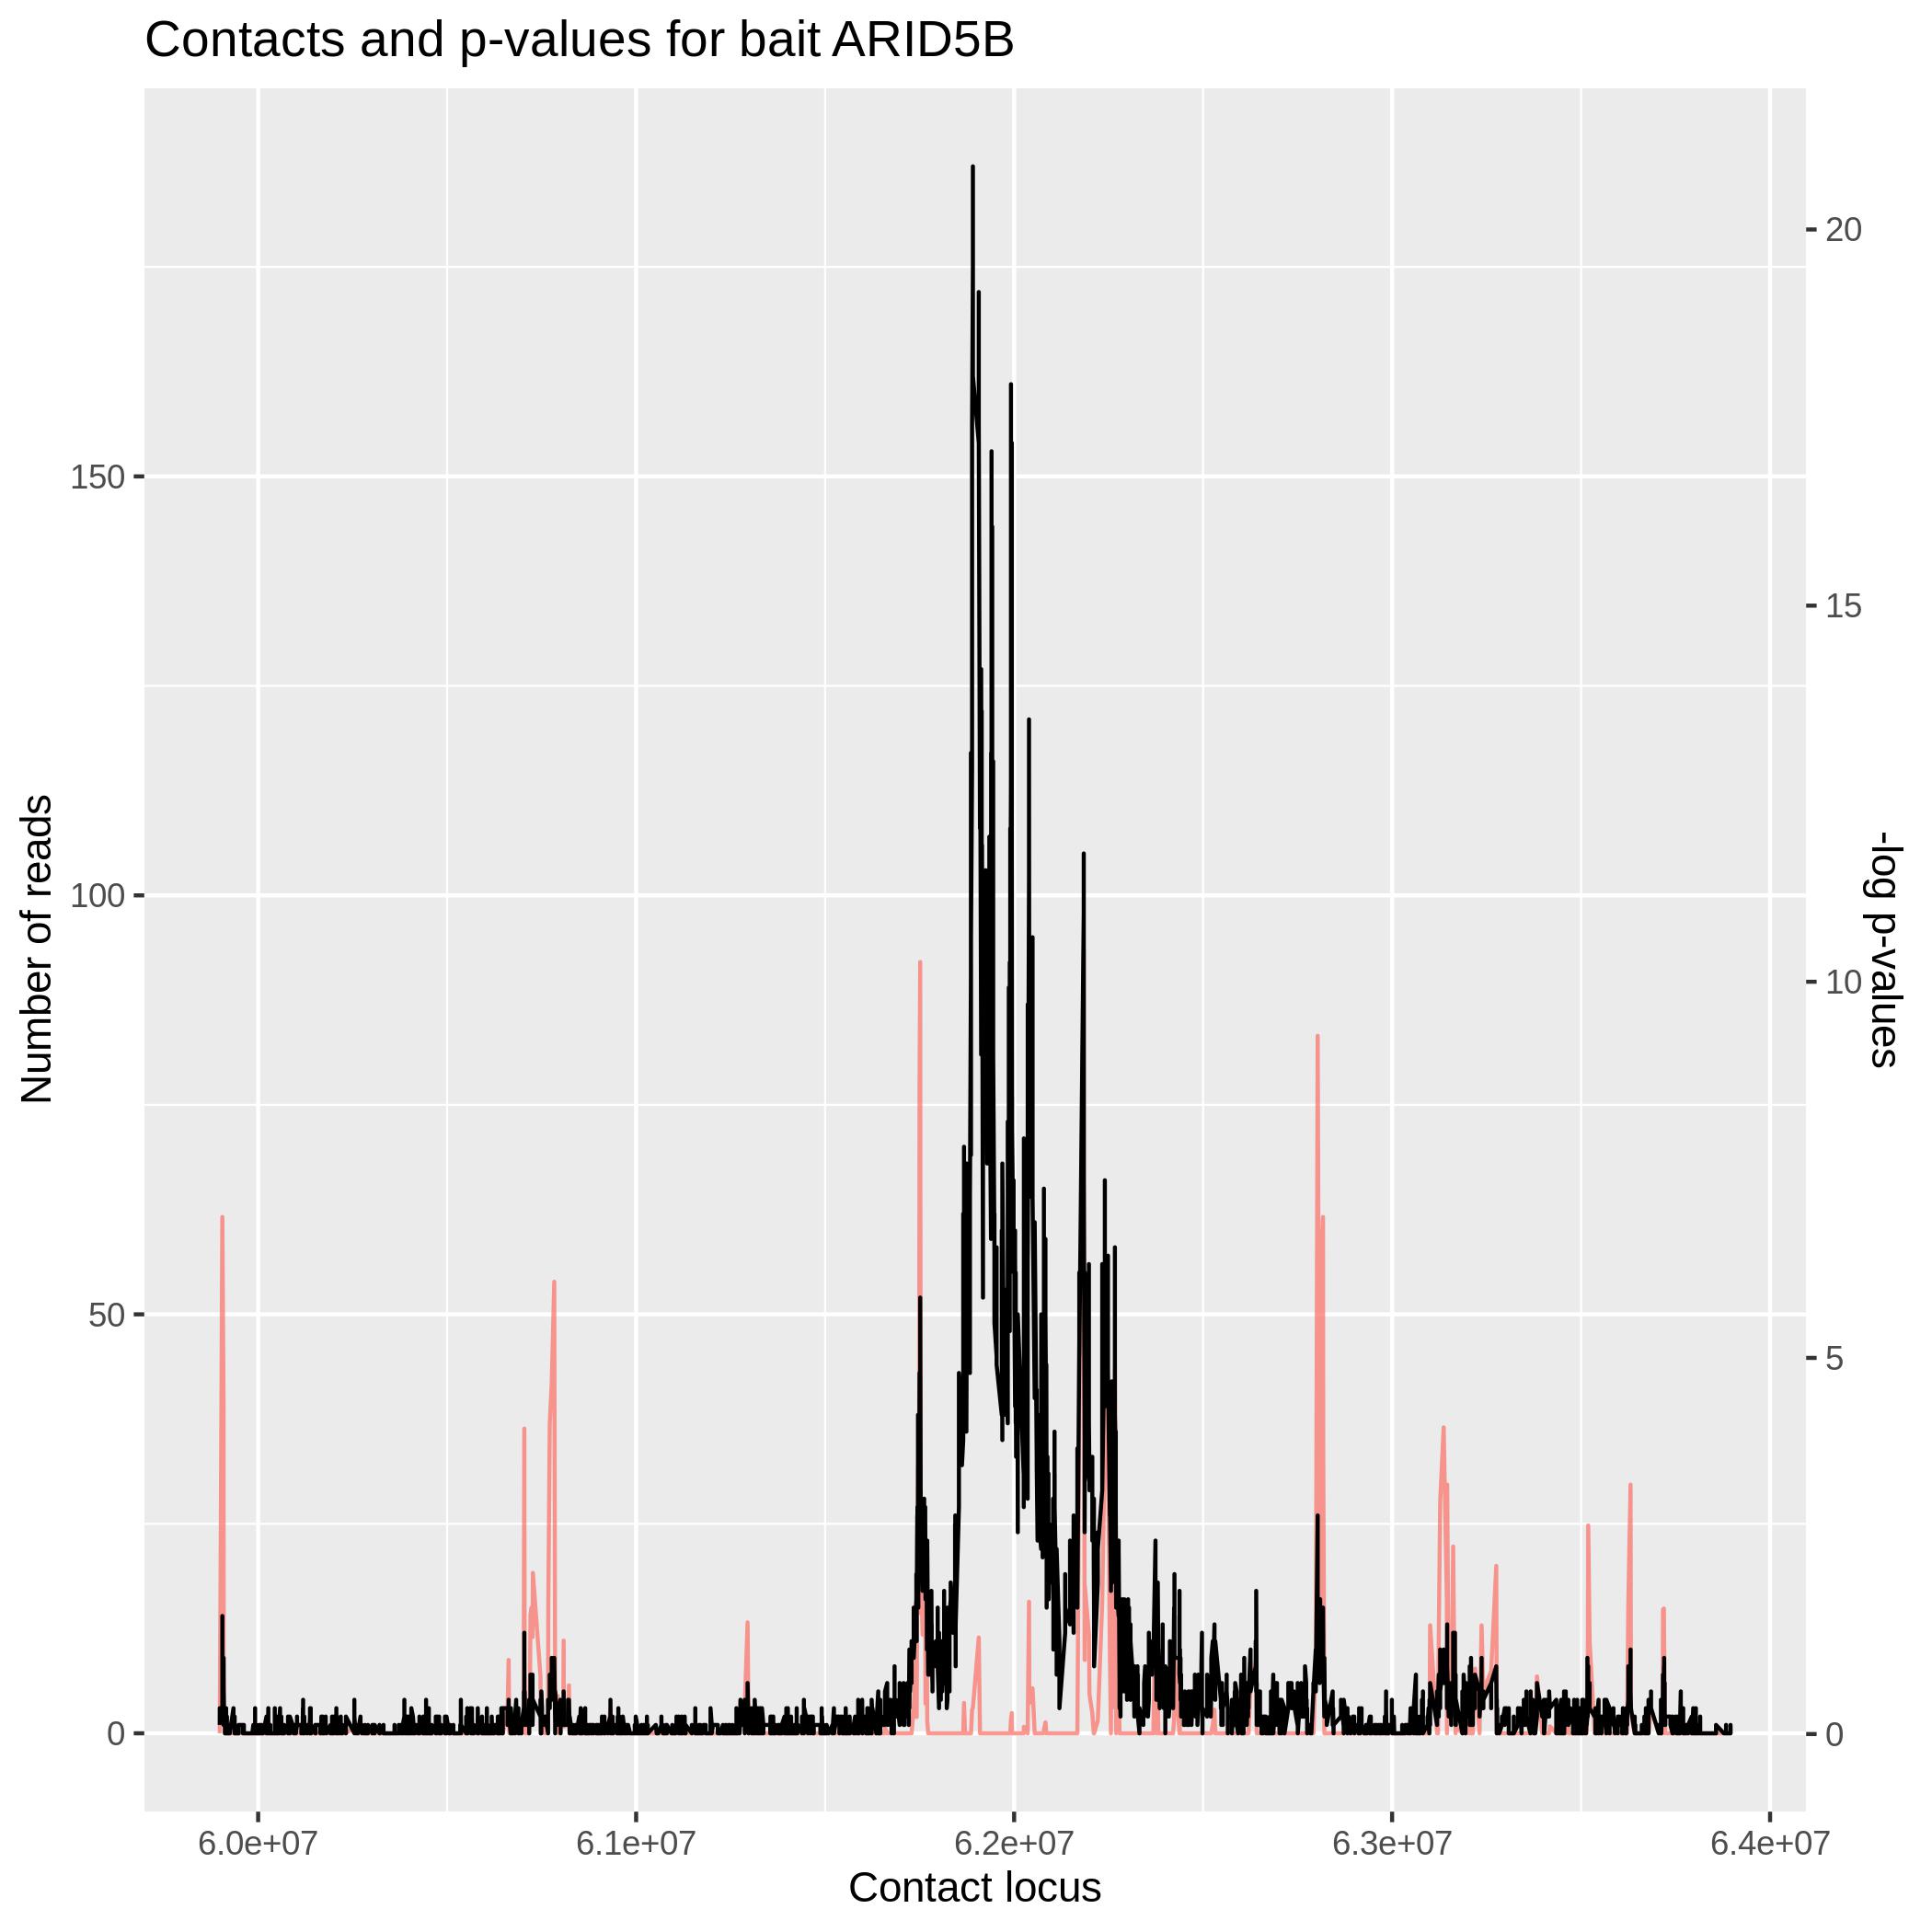 Contacts and p-values for bait ARID5B
150
100
50
0
Number of reads
20
15
10
5
0
-log p-values
6.0e+07
6.1e+07
6.2e+07
6.3e+07
6.4e+07
Contact locus